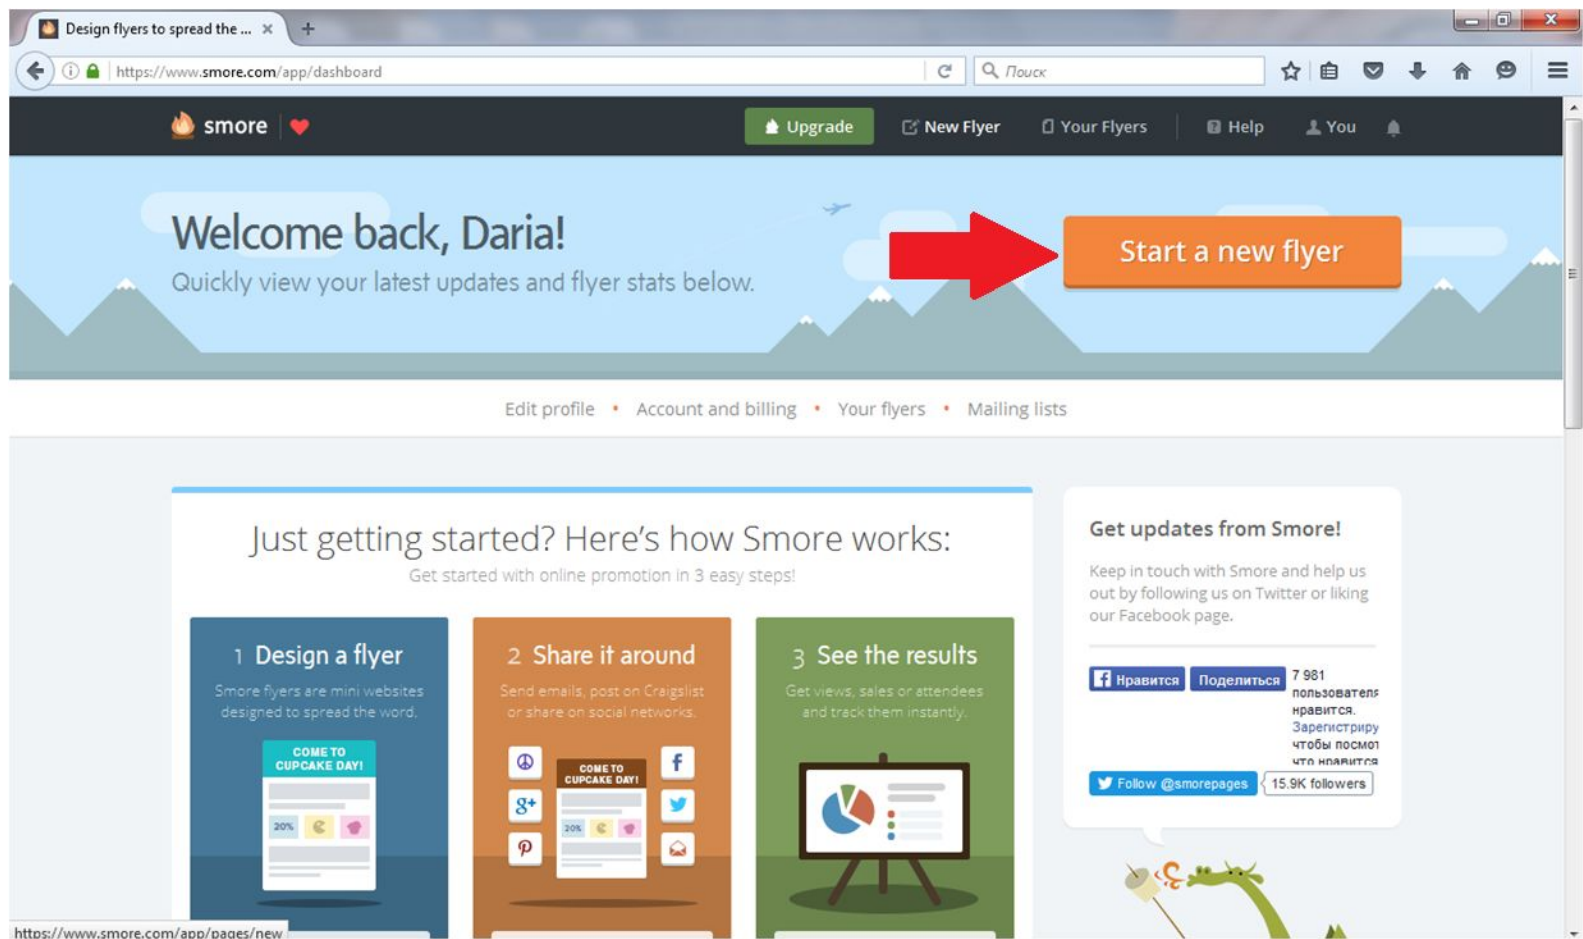 Design flyers to spread the ...
https://www.smore.com/app/dashboard
Поиск
smore
Upgrade
New Flyer
Your Flyers
Help
You
Welcome back, Daria!
Start a new flyer
Quickly view your latest updates and flyer stats below.
Edit profile • Account and billing • Your flyers • Mailing lists
Just getting started? Here's how Smore works:
Get started with online promotion in 3 easy steps!
1 Design a flyer
Smore flyers are mini websites
designed to spread the word.
COME TO
CUPCAKE DAY!
20%
2 Share it around
Send emails, post on Craigslist
or share on social networks.
COME TO
CUPCAKE DAY!
20%
3 See the results
Get views, sales or attendees
and track them instantly.
Get updates from Smore!
Keep in touch with Smore and help us
out by following us on Twitter or liking
our Facebook page.
Нравится
Поделиться
7 981
пользователя
нравится.
Зарегистриру
чтобы посмот
что нравится
Follow @smorepages
15.9K followers
https://www.smore.com/app/pages/new